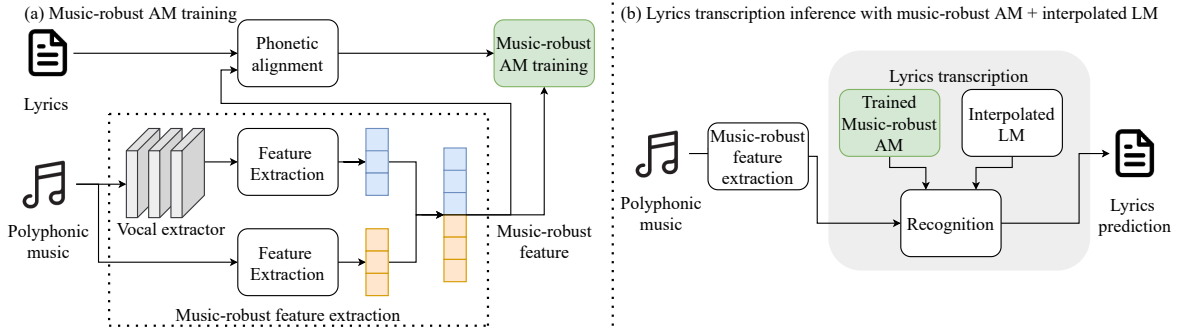 (a) Music-robust AM training
Lyrics
Phonetic
alignment
Music-robust
AM training
Polyphonic
music
Vocal extractor
Feature
Extraction
Feature
Extraction
Music-robust
feature
Music-robust feature extraction
(b) Lyrics transcription inference with music-robust AM + interpolated LM
Lyrics transcription
Trained
Music-robust
AM
Interpolated
LM
Music-robust
feature
extraction
Polyphonic
music
Recognition
Lyrics
prediction